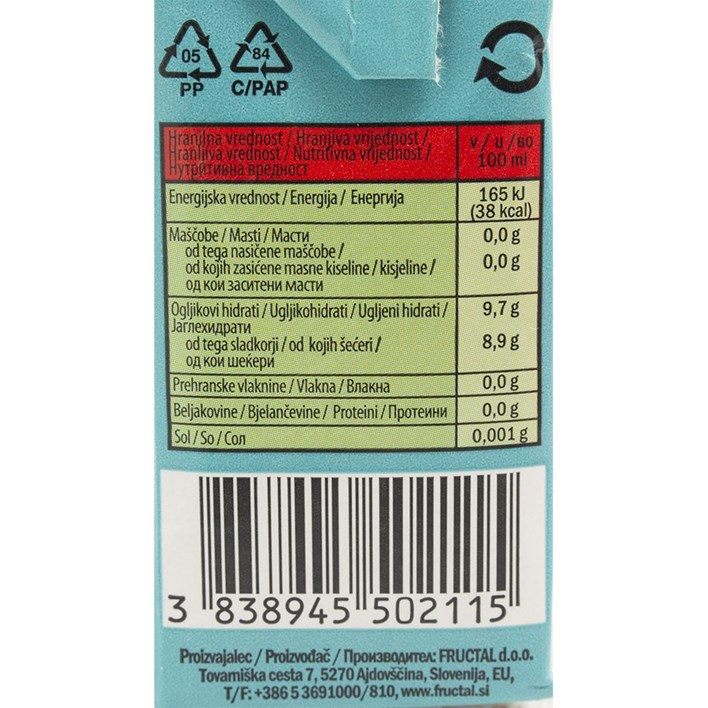 05
PP
84
C/PAP
Hranilna vrednost / Hranjiva vrijednost /
Hranljiva vrednost / Nutritivna vrijednost /
Нутритивна вредност
v / u / во
100 ml
Energijska vrednost / Energija / Енергија
165 kJ
(38 kcal)
Maščobe / Masti / Масти
0,0 g
od tega nasičene maščobe /
od kojih zasićene masne kiseline / kisjeline /
од кои заситени масти
0,0 g
Ogljikovi hidrati / Ugljikohidrati / Ugljeni hidrati /
Јаглехидрати
9,7 g
od tega sladkorji / od kojih šećeri /
од кои шеќери
8,9 g
Prehranske vlaknine / Vlakna / Влакна
0,0 g
Beljakovine / Bjelančevine / Proteini / Протеини
0,0 g
Sol / So / Сол
0,001 g
3 838945 502115
Proizvajalec / Proizvođač / Производител: FRUCTAL d.o.o.
Tovarniška cesta 7, 5270 Ajdovščina, Slovenija, EU,
T/F: +386 5 3691000/810, www.fructal.si